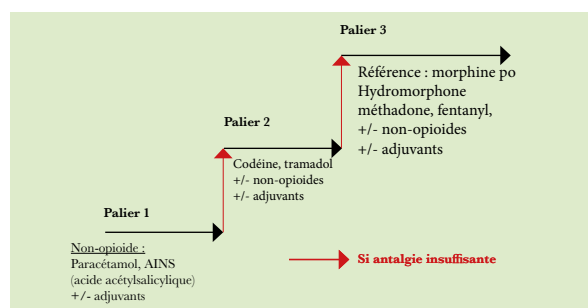 Palier 3
Référence : morphine po
Hydromorphone
méthadone, fentanyl,
+/- non-opioides
+/- adjuvants
Palier 2
Codéine, tramadol
+/- non-opioides
+/- adjuvants
Palier 1
Non-opioide :
Paracétamol, AINS
(acide acétylsalicylique)
+/- adjuvants
Si antalgie insuffisante